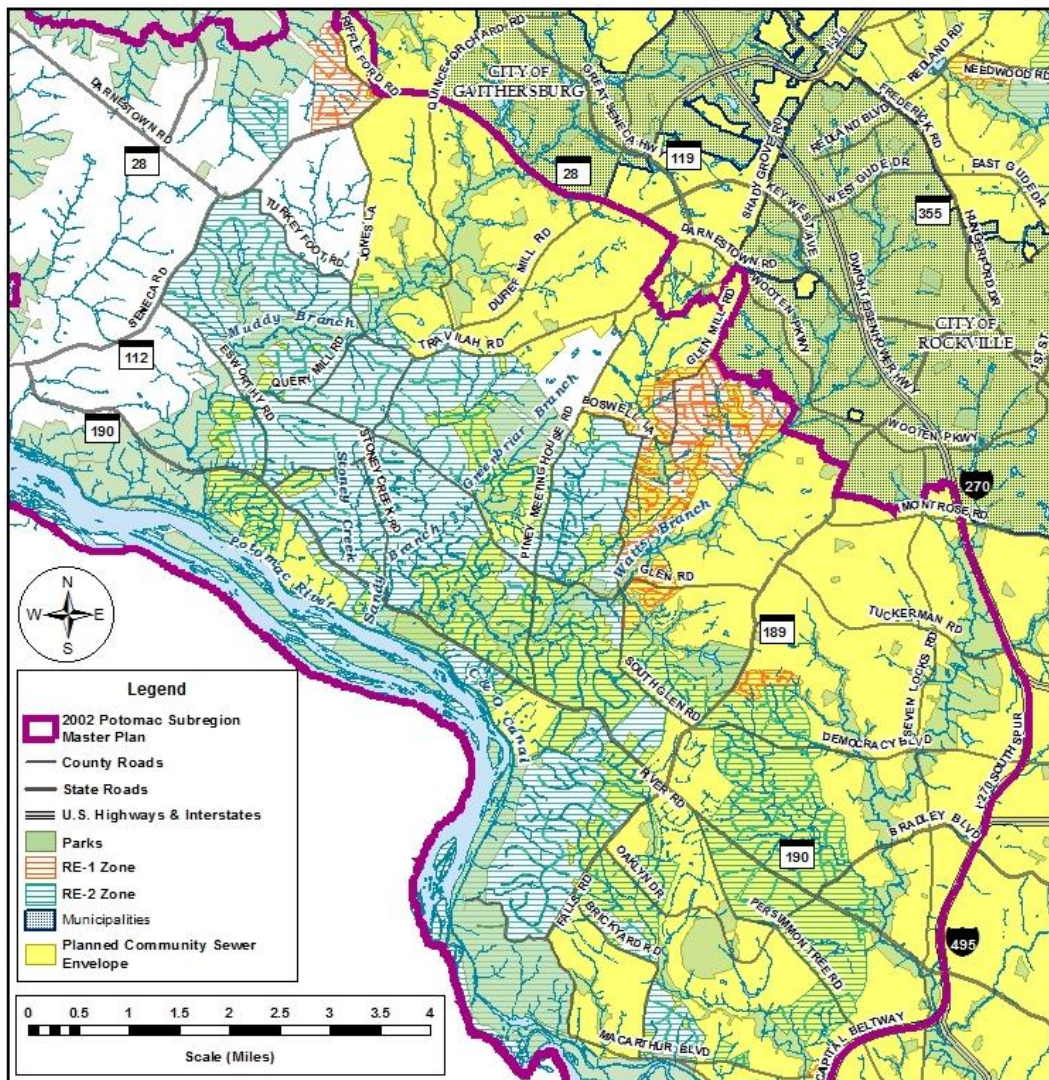 RIFFLE FORD RD
QUINCE ORCHARD RD
CITY OF
GAITHERSBURG
GREAT SENECA HWY
I-370
REDLAND RD
NEEDWOOD RD
FREDERICK RD
REDLAND BLVD
DARNESTOWN RD
28
119
28
SHADY GROVE RD
KEY WEST AVE
WEST GUDE DR
EAST GUDE DR
355
HUNGERFORD DR
TURKEY FOOT RD
JONES LA
DUFIEF MILL RD
DARNESTOWN RD
WOOTEN PKWY
DWIGHT EISENHOWER HWY
CITY OF
ROCKVILLE
1ST ST
SENECA RD
Muddy Branch
112
ESWORTHY RD
QUERY MILL RD
TRAVILAH RD
GLEN MILL RD
190
STONEY CREEK RD
Stoney Creek
Greenbriar Branch
PINEY MEETING HOUSE RD
BOSWELL LA
WOOTEN PKWY
270
MONTROSE RD
Sandy Branch
Watts Branch
GLEN RD
Potomac River
189
TUCKERMAN RD
SEVEN LOCKS RD
N
W E
S
C & O Canal
SOUTH GLEN RD
DEMOCRACY BLVD
I-270 SOUTH SPUR
RIVER RD
BRADLEY BLVD
190
OAKLYN DR
FALLS RD
BRICKYARD RD
PERSIMMON TREE RD
495
MACARTHUR BLVD
CAPITAL BELTWAY
Legend
2002 Potomac Subregion
Master Plan
County Roads
State Roads
U.S. Highways & Interstates
Parks
RE-1 Zone
RE-2 Zone
Municipalities
Planned Community Sewer
Envelope
0 0.5 1 2 3 4
Scale (Miles)